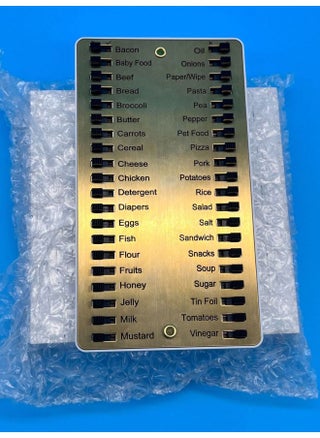 Bacon Oil
Baby Food Onions
Beef Paper/Wipe
Bread Pasta
Broccoli Pea
Butter Pepper
Carrots Pet Food
Cereal Pizza
Cheese Pork
Chicken Potatoes
Detergent Rice
Diapers Salad
Eggs Salt
Fish Sandwich
Flour Snacks
Fruits Soup
Honey Sugar
Jelly Tin Foil
Milk Tomatoes
Mustard Vinegar